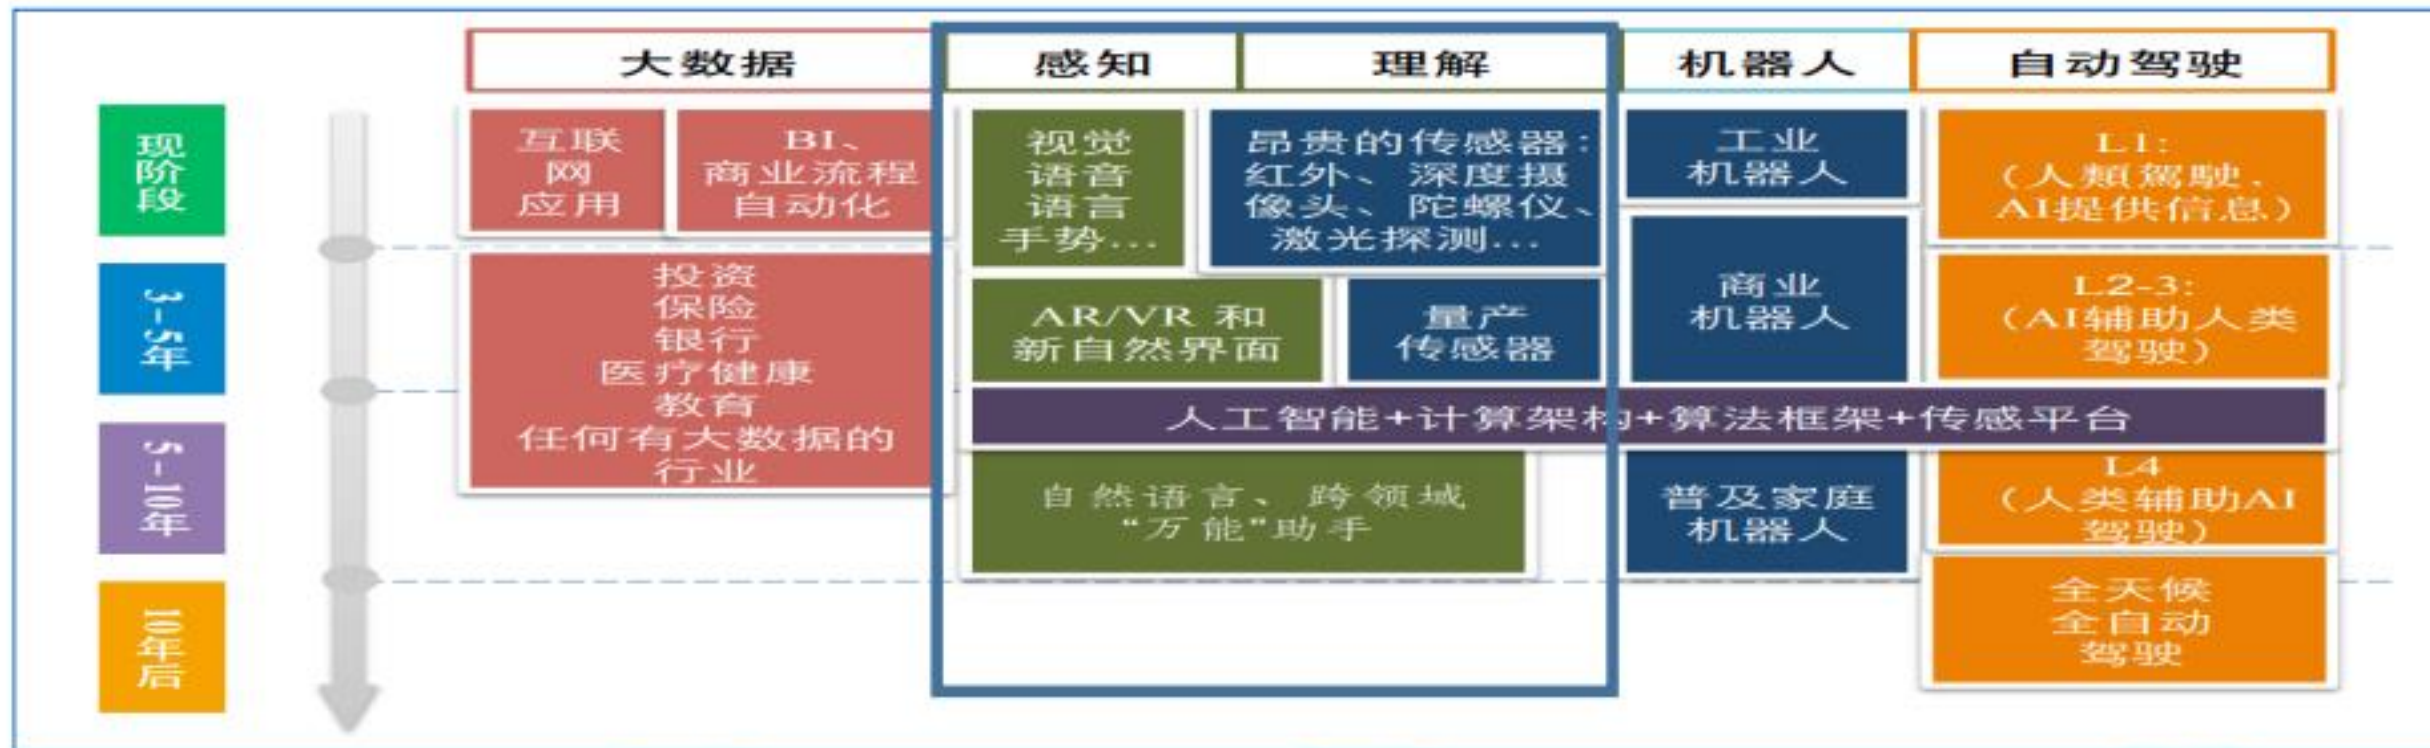 大数据
感知
理解
机器人
自动驾驶
现阶段
互联
网
应用
BI、
商业流程
自动化
视觉
语音
语言
手势...
昂贵的传感器：
红外、深度摄
像头、陀螺仪、
激光探测...
工业
机器人
L1:
（人類駕駛、
AI提供信息）
3-5年
投资
保险
银行
医疗健康
教育
任何有大数据的
行业
AR/VR 和
新自然界面
量产
传感器
商业
机器人
L2-3:
（AI辅助人类
驾驶）
人工智能+计算架构+算法框架+传感平台
5-10年
自然语言、跨领域
“万能”助手
普及家庭
机器人
L4
（人类辅助AI
驾驶）
10年后
全天候
全自动
驾驶